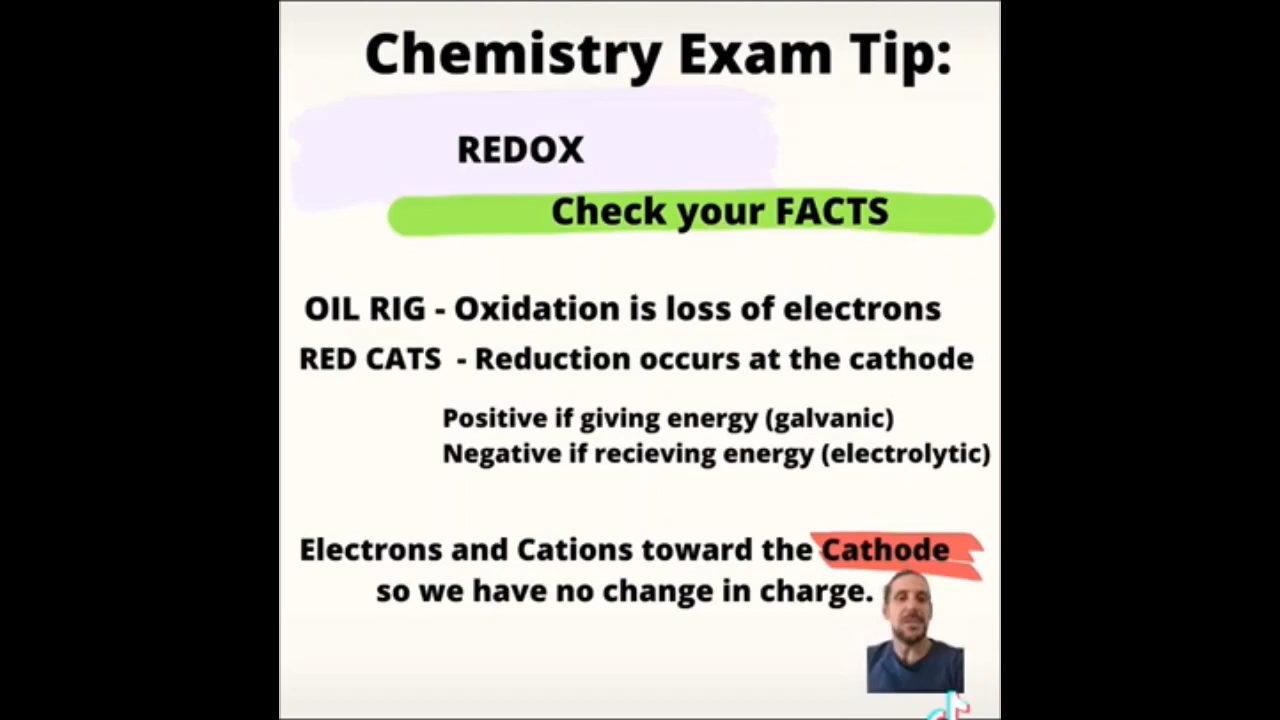 Chemistry Exam Tip:
REDOX
Check your FACTS
OIL RIG - Oxidation is loss of electrons
RED CATS - Reduction occurs at the cathode
Positive if giving energy (galvanic)
Negative if recieving energy (electrolytic)
Electrons and Cations toward the Cathode
so we have no change in charge.